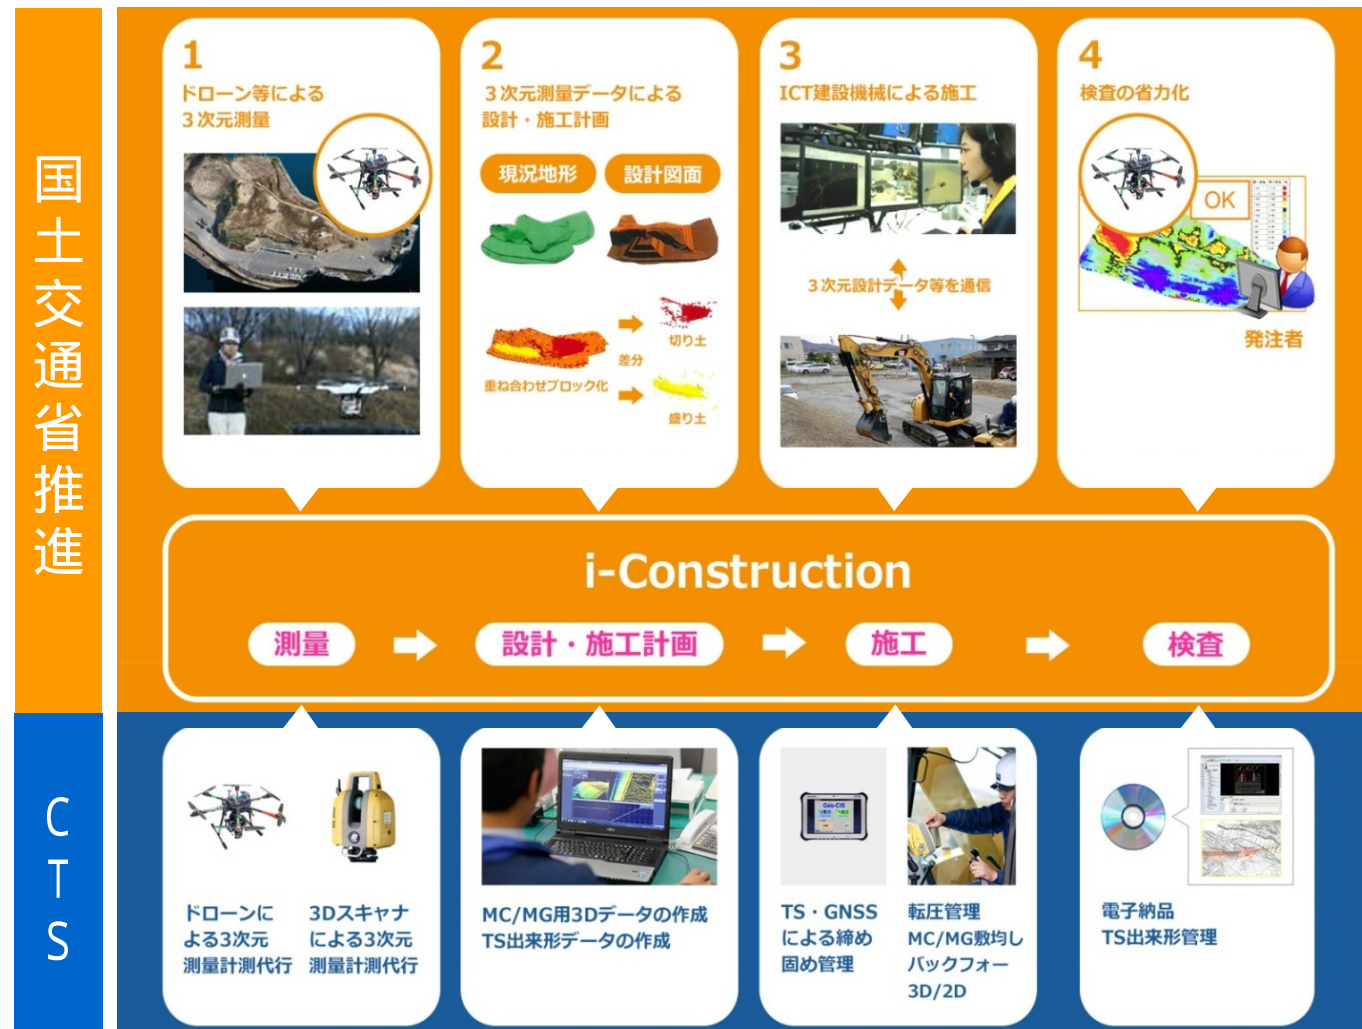 国土交通省推進
1
ドローン等による
3次元測量
2
3次元測量データによる
設計・施工計画
現況地形
設計図面
切り土
差分
重ね合わせブロック化
盛り土
3
ICT建設機械による施工
3次元設計データ等を通信
4
検査の省力化
OK
発注者
i-Construction
測量
設計・施工計画
施工
検査
CTS
ドローンに
よる3次元
測量計測代行
3Dスキャナ
による3次元
測量計測代行
MC/MG用3Dデータの作成
TS出来形データの作成
Geo-CIS
TS・GNSS
による締め
固め管理
転圧管理
MC/MG敷均し
バックフォー
3D/2D
電子納品
TS出来形管理